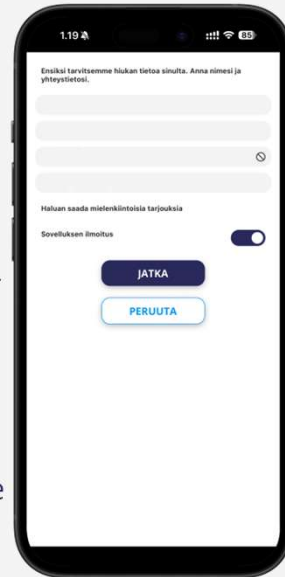 1.19
85
Ensiksi tarvitsemme hiukan tietoa sinulta. Anna nimesi ja
yhteystietosi.
Haluan saada mielenkiintoisia tarjouksia
Sovelluksen ilmoitus
JATKA
PERUUTA
e